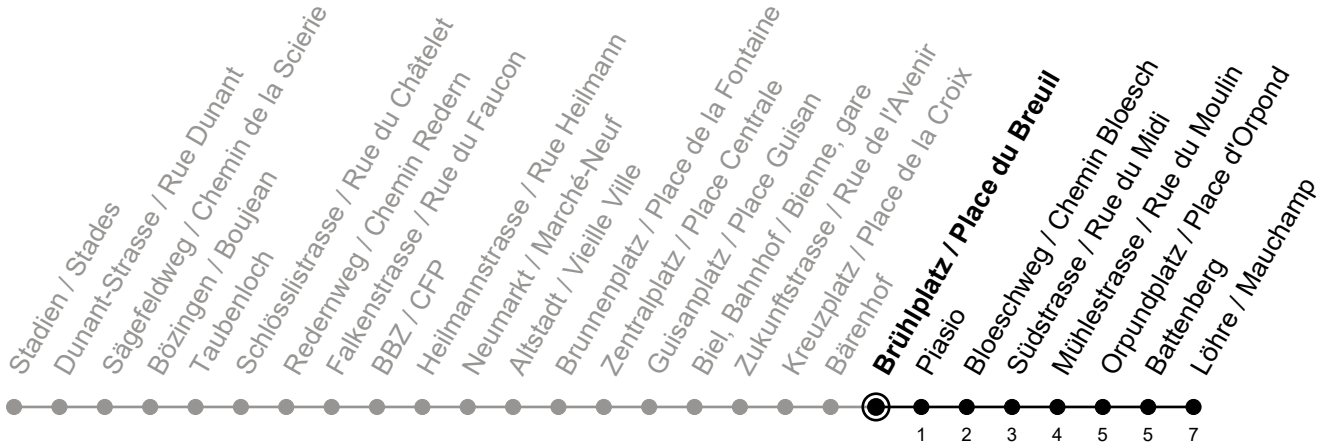 Stadien / Stades
Dunant-Strasse / Rue Dunant
Sägefeldweg / Chemin de la Scierie
Bözingen / Boujean
Taubenloch
Schlösslistrasse / Rue du Châtelet
Redernweg / Chemin Redern
Falkenstrasse / Rue du Faucon
BBZ / CFP
Heilmannstrasse / Rue Heilmann
Neumarkt / Marché-Neuf
Altstadt / Vieille Ville
Brunnenplatz / Place de la Fontaine
Zentralplatz / Place Centrale
Guisanplatz / Place Guisan
Biel, Bahnhof / Bienne, gare
Zukunftstrasse / Rue de l'Avenir
Kreuzplatz / Place de la Croix
Bärenhof
Brühlplatz / Place du Breuil
Piasio
Bloeschweg / Chemin Bloesch
Südstrasse / Rue du Midi
Mühlestrasse / Rue du Moulin
Orpundplatz / Place d'Orpond
Battenberg
Löhre / Mauchamp
1 2 3 4 5 5 7